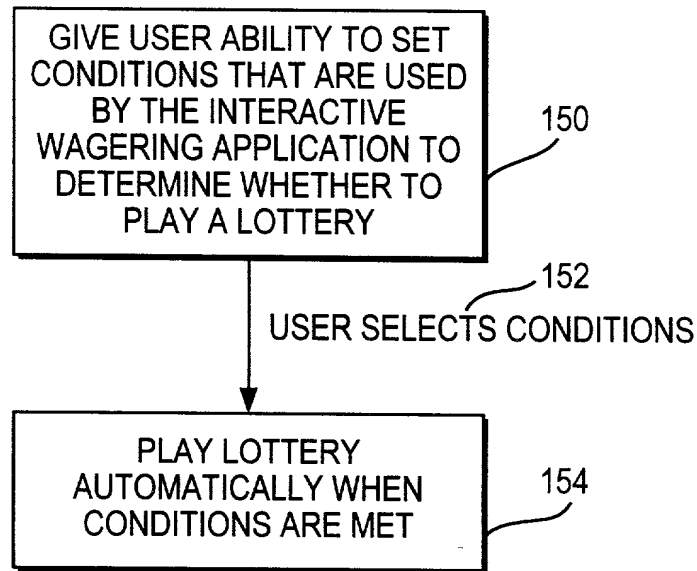 GIVE USER ABILITY TO SET
CONDITIONS THAT ARE USED
BY THE INTERACTIVE
WAGERING APPLICATION TO
DETERMINE WHETHER TO
PLAY A LOTTERY
150
152
USER SELECTS CONDITIONS
PLAY LOTTERY
AUTOMATICALLY WHEN
CONDITIONS ARE MET
154